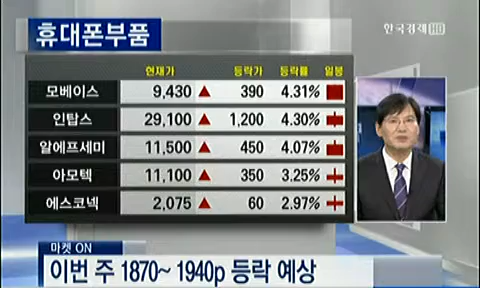 휴대폰부품
한국경제 HD
현재가 등락가 등락률 일봉
모베이스 9,430 ▲ 390 4.31%
인탑스 29,100 ▲ 1,200 4.30%
알에프세미 11,500 ▲ 450 4.07%
아모텍 11,100 ▲ 350 3.25%
에스코넥 2,075 ▲ 60 2.97%
마켓 ON
이번 주 1870~ 1940p 등락 예상